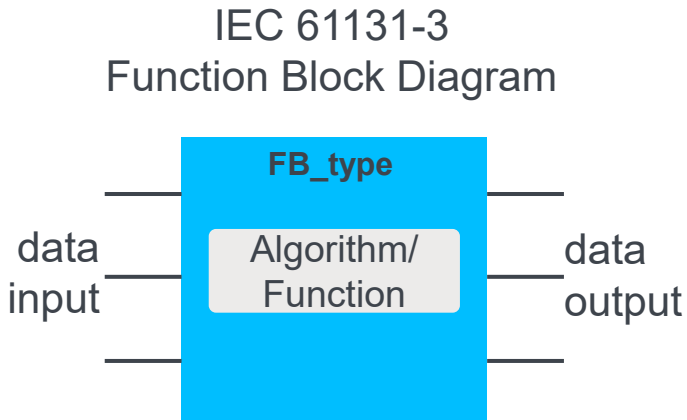 IEC 61131-3
Function Block Diagram
FB_type
data
input
Algorithm/
Function
data
output